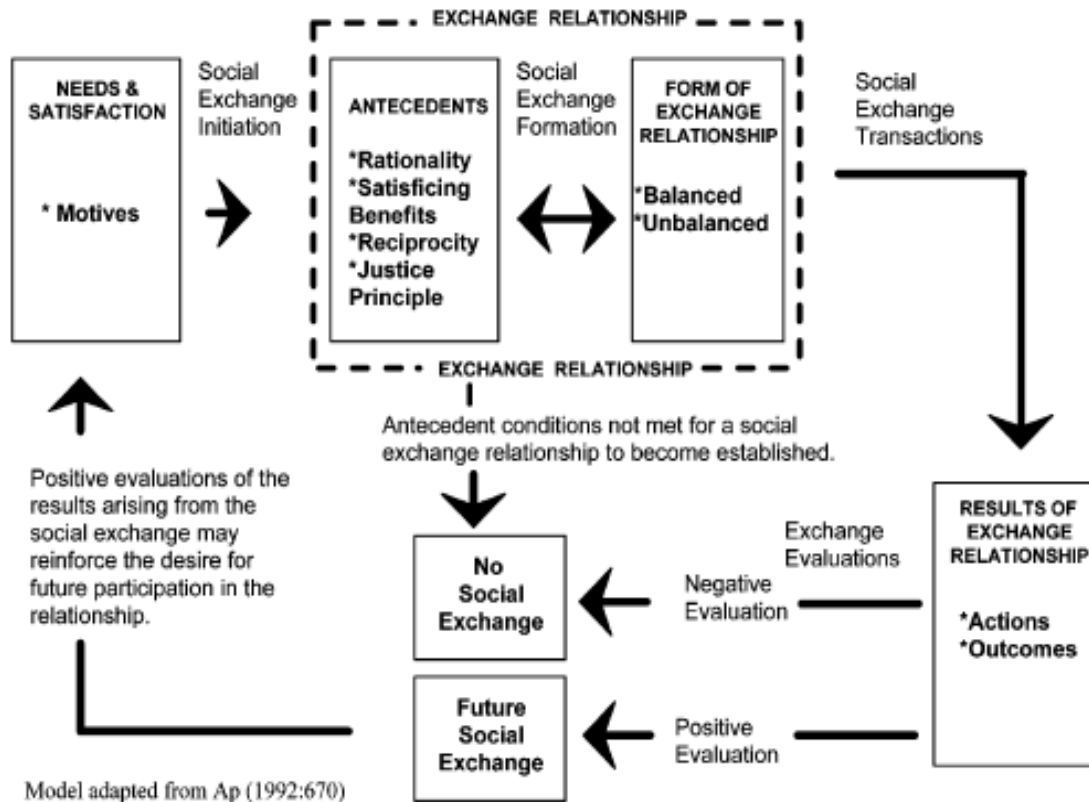 EXCHANGE RELATIONSHIP
NEEDS &
SATISFACTION
* Motives
Social
Exchange
Initiation
ANTECEDENTS
*Rationality
*Satisficing
Benefits
*Reciprocity
*Justice
Principle
Social
Exchange
Formation
FORM OF
EXCHANGE
RELATIONSHIP
*Balanced
*Unbalanced
Social
Exchange
Transactions
EXCHANGE RELATIONSHIP
Antecedent conditions not met for a social
exchange relationship to become established.
RESULTS OF
EXCHANGE
RELATIONSHIP
*Actions
*Outcomes
Exchange
Evaluations
Negative
Evaluation
No
Social
Exchange
Positive
Evaluation
Future
Social
Exchange
Positive evaluations of the
results arising from the
social exchange may
reinforce the desire for
future participation in the
relationship.
Model adapted from Ap (1992:670)